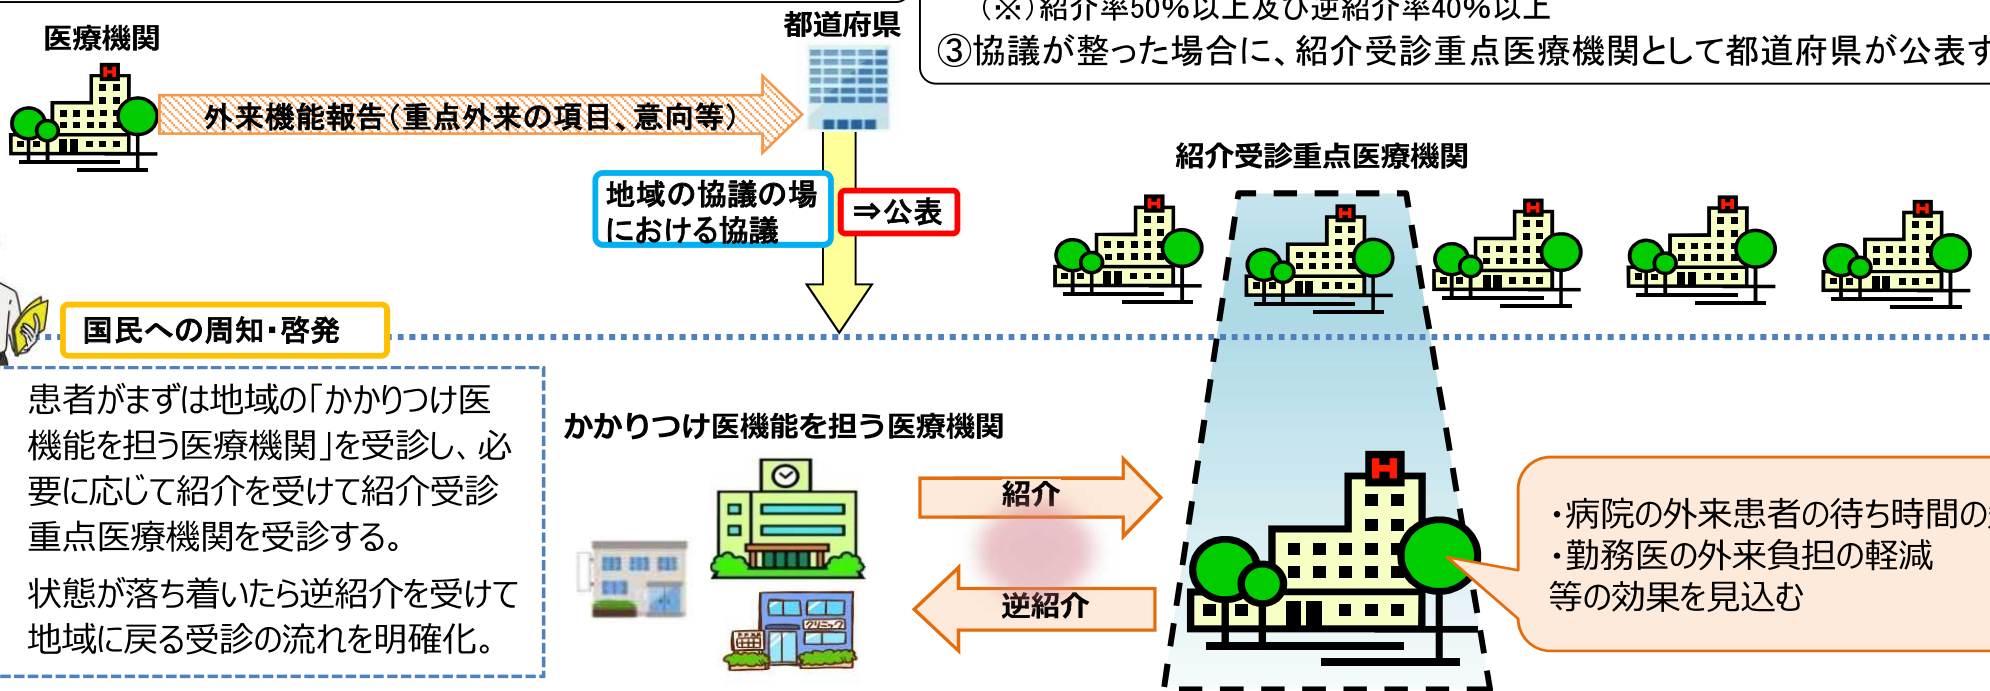 (※)紹介率50%以上及び逆紹介率40%以上
③協議が整った場合に、紹介受診重点医療機関として都道府県が公表す
医療機関
都道府県
外来機能報告(重点外来の項目、意向等)
地域の協議の場
における協議
⇒公表
紹介受診重点医療機関
H
H
H
H
H
H
国民への周知・啓発
患者がまずは地域の「かかりつけ医
機能を担う医療機関」を受診し、必
要に応じて紹介を受けて紹介受診
重点医療機関を受診する。
状態が落ち着いたら逆紹介を受けて
地域に戻る受診の流れを明確化。
かかりつけ医機能を担う医療機関
クリニック
紹介
逆紹介
H
・病院の外来患者の待ち時間の
・勤務医の外来負担の軽減
等の効果を見込む